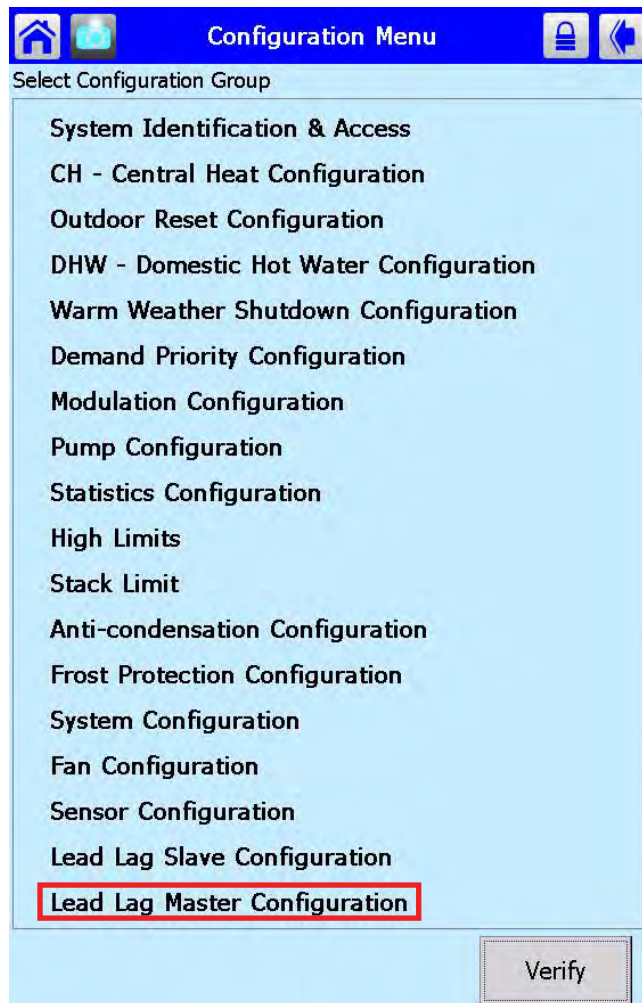 Configuration Menu
Select Configuration Group
System Identification & Access
CH - Central Heat Configuration
Outdoor Reset Configuration
DHW - Domestic Hot Water Configuration
Warm Weather Shutdown Configuration
Demand Priority Configuration
Modulation Configuration
Pump Configuration
Statistics Configuration
High Limits
Stack Limit
Anti-condensation Configuration
Frost Protection Configuration
System Configuration
Fan Configuration
Sensor Configuration
Lead Lag Slave Configuration
Lead Lag Master Configuration
Verify